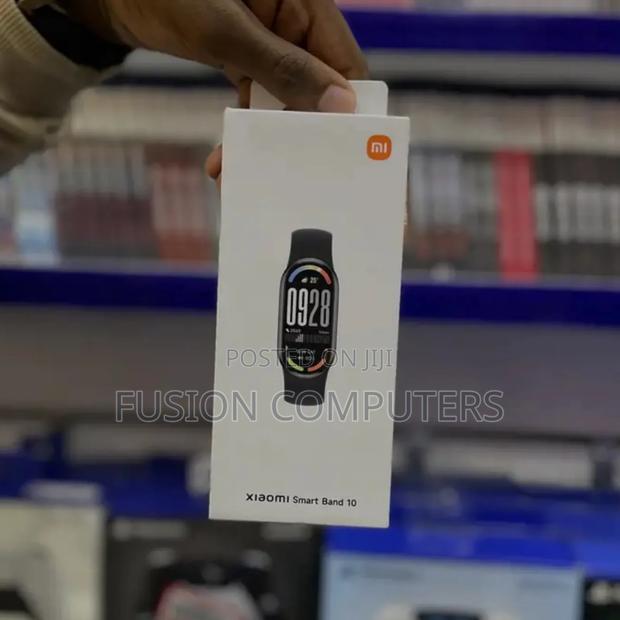 mi
25°
0928
POSTED ON JIJI
FUSION COMPUTERS
xiaomi Smart Band 10